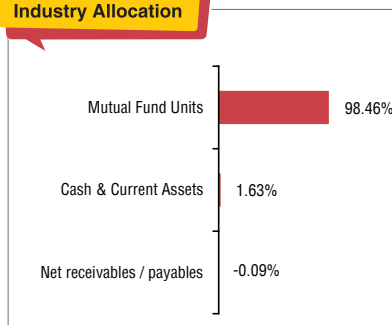 Industry Allocation
Mutual Fund Units 98.46%
Cash & Current Assets 1.63%
Net receivables / payables -0.09%